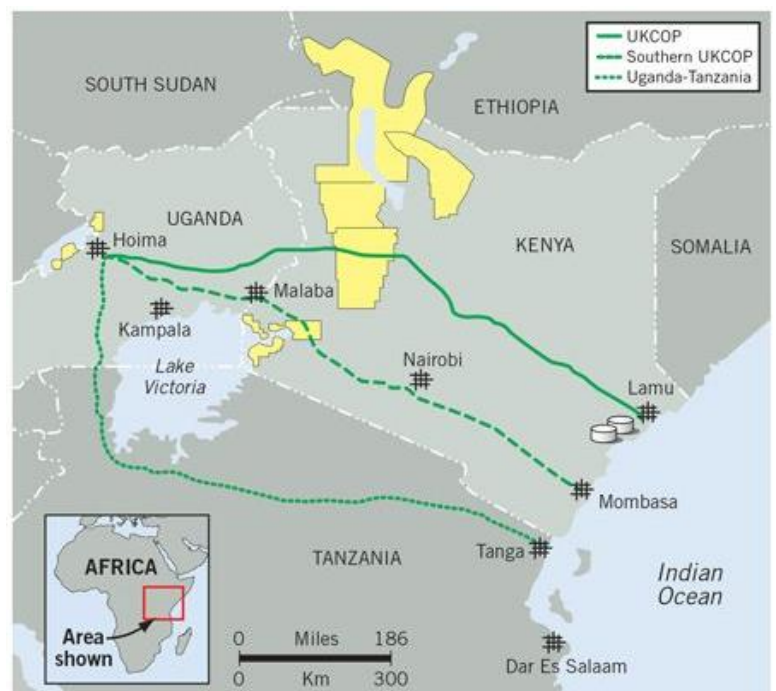 UKCOP
Southern UKCOP
Uganda-Tanzania
SOUTH SUDAN
ETHIOPIA
UGANDA
Hoima
KENYA
SOMALIA
Malaba
Kampala
Lake
Victoria
Nairobi
Lamu
Mombasa
TANZANIA
Tanga
Indian
Ocean
AFRICA
Area
shown
0 Miles 186
0 Km 300
Dar Es Salaam